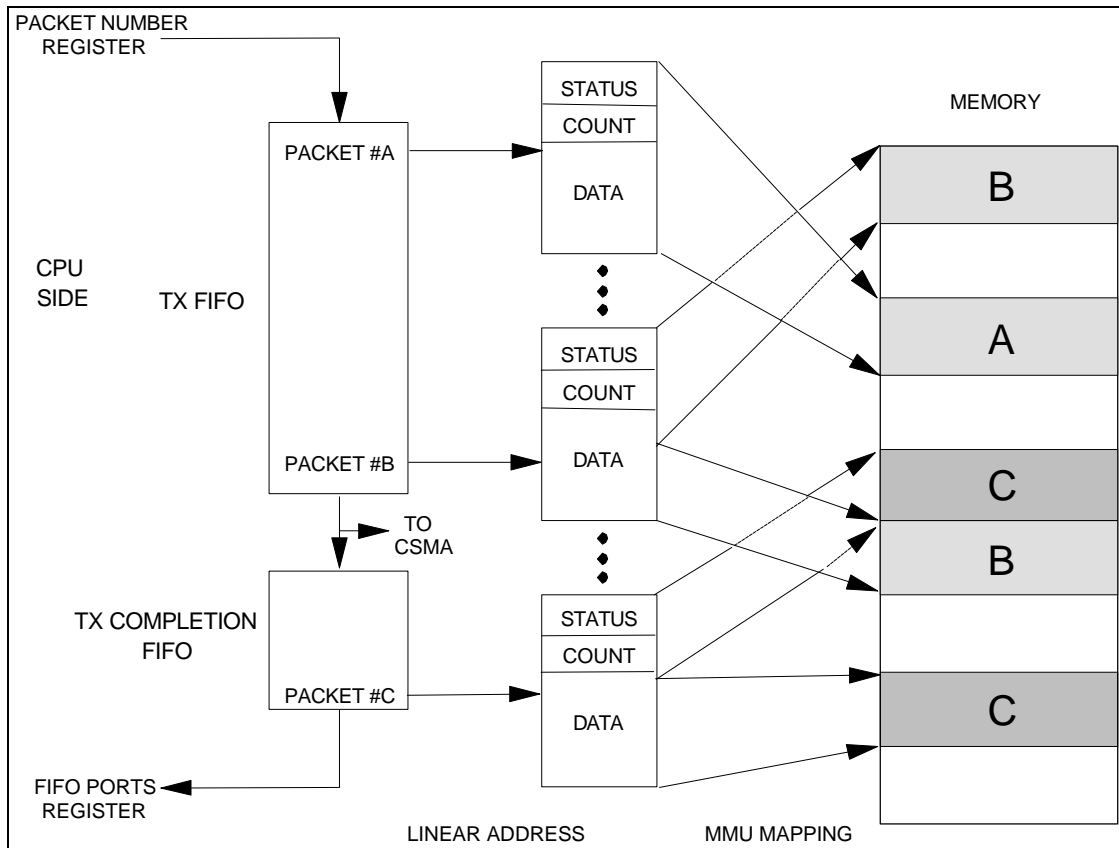 PACKET NUMBER
REGISTER
STATUS
COUNT
DATA
MEMORY
PACKET #A
B
CPU
SIDE
TX FIFO
STATUS
COUNT
DATA
A
PACKET #B
C
TO
CSMA
B
TX COMPLETION
FIFO
STATUS
COUNT
DATA
PACKET #C
C
FIFO PORTS
REGISTER
LINEAR ADDRESS
MMU MAPPING